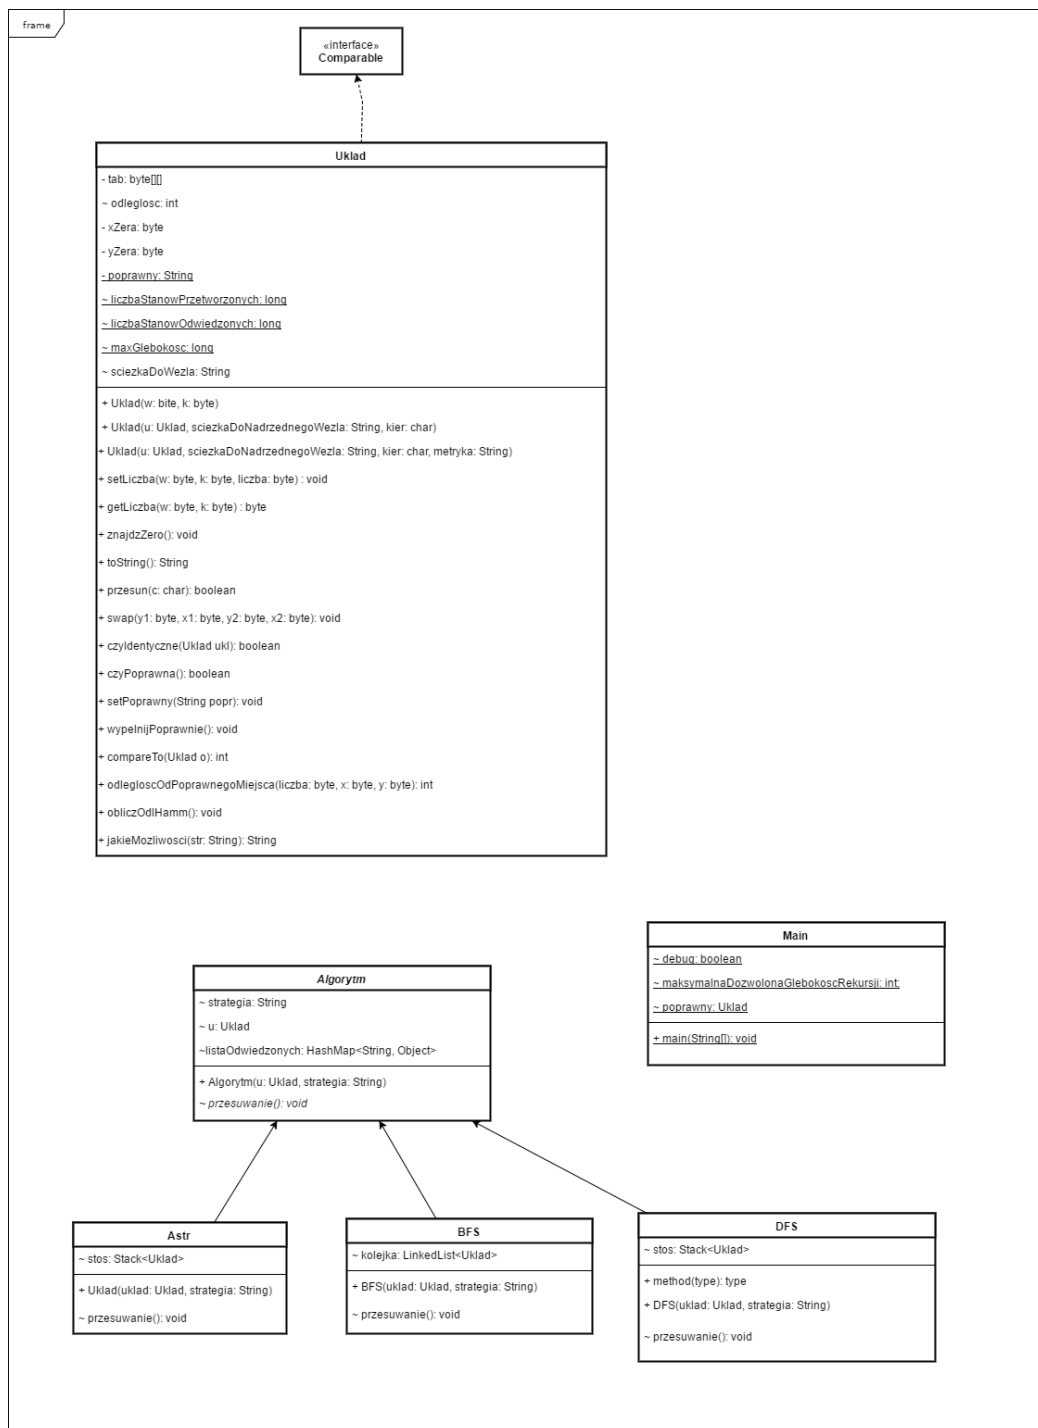 frame
«interface»
Comparable
Uklad
- tab: byte[][]
~ odleglosc: int
- xZera: byte
- yZera: byte
- poprawny: String
~ liczbaStanowPrzetworzonych: long
~ liczbaStanowOdwiedzonych: long
~ maxGlebokosc: long
~ sciezkaDoWezla: String
+ Uklad(w: bite, k: byte)
+ Uklad(u: Uklad, sciezkaDoNadrzednegoWezla: String, kier: char)
+ Uklad(u: Uklad, sciezkaDoNadrzednegoWezla: String, kier: char, metryka: String)
+ setLiczba(w: byte, k: byte, liczba: byte) : void
+ getLiczba(w: byte, k: byte) : byte
+ znajdzZero(): void
+ toString(): String
+ przesun(c: char): boolean
+ swap(y1: byte, x1: byte, y2: byte, x2: byte): void
+ czyIdentyczne(Uklad ukl): boolean
+ czyPoprawna(): boolean
+ setPoprawny(String popr): void
+ wypelnijPoprawnie(): void
+ compareTo(Uklad o): int
+ odlegloscOdPoprawnegoMiejsca(liczba: byte, x: byte, y: byte): int
+ obliczOdlHamm(): void
+ jakieMozliwosci(str: String): String
Main
~ debug: boolean
~ maksymalnaDozwolonaGlebokoscRekursji: int;
~ poprawny: Uklad
+ main(String[]): void
Algorytm
~ strategia: String
~ u: Uklad
~listaOdwiedzonych: HashMap<String, Object>
+ Algorytm(u: Uklad, strategia: String)
~ przesuwanie(): void
Astr
~ stos: Stack<Uklad>
+ Uklad(uklad: Uklad, strategia: String)
~ przesuwanie(): void
BFS
~ kolejka: LinkedList<Uklad>
+ BFS(uklad: Uklad, strategia: String)
~ przesuwanie(): void
DFS
~ stos: Stack<Uklad>
+ method(type): type
+ DFS(uklad: Uklad, strategia: String)
~ przesuwanie(): void